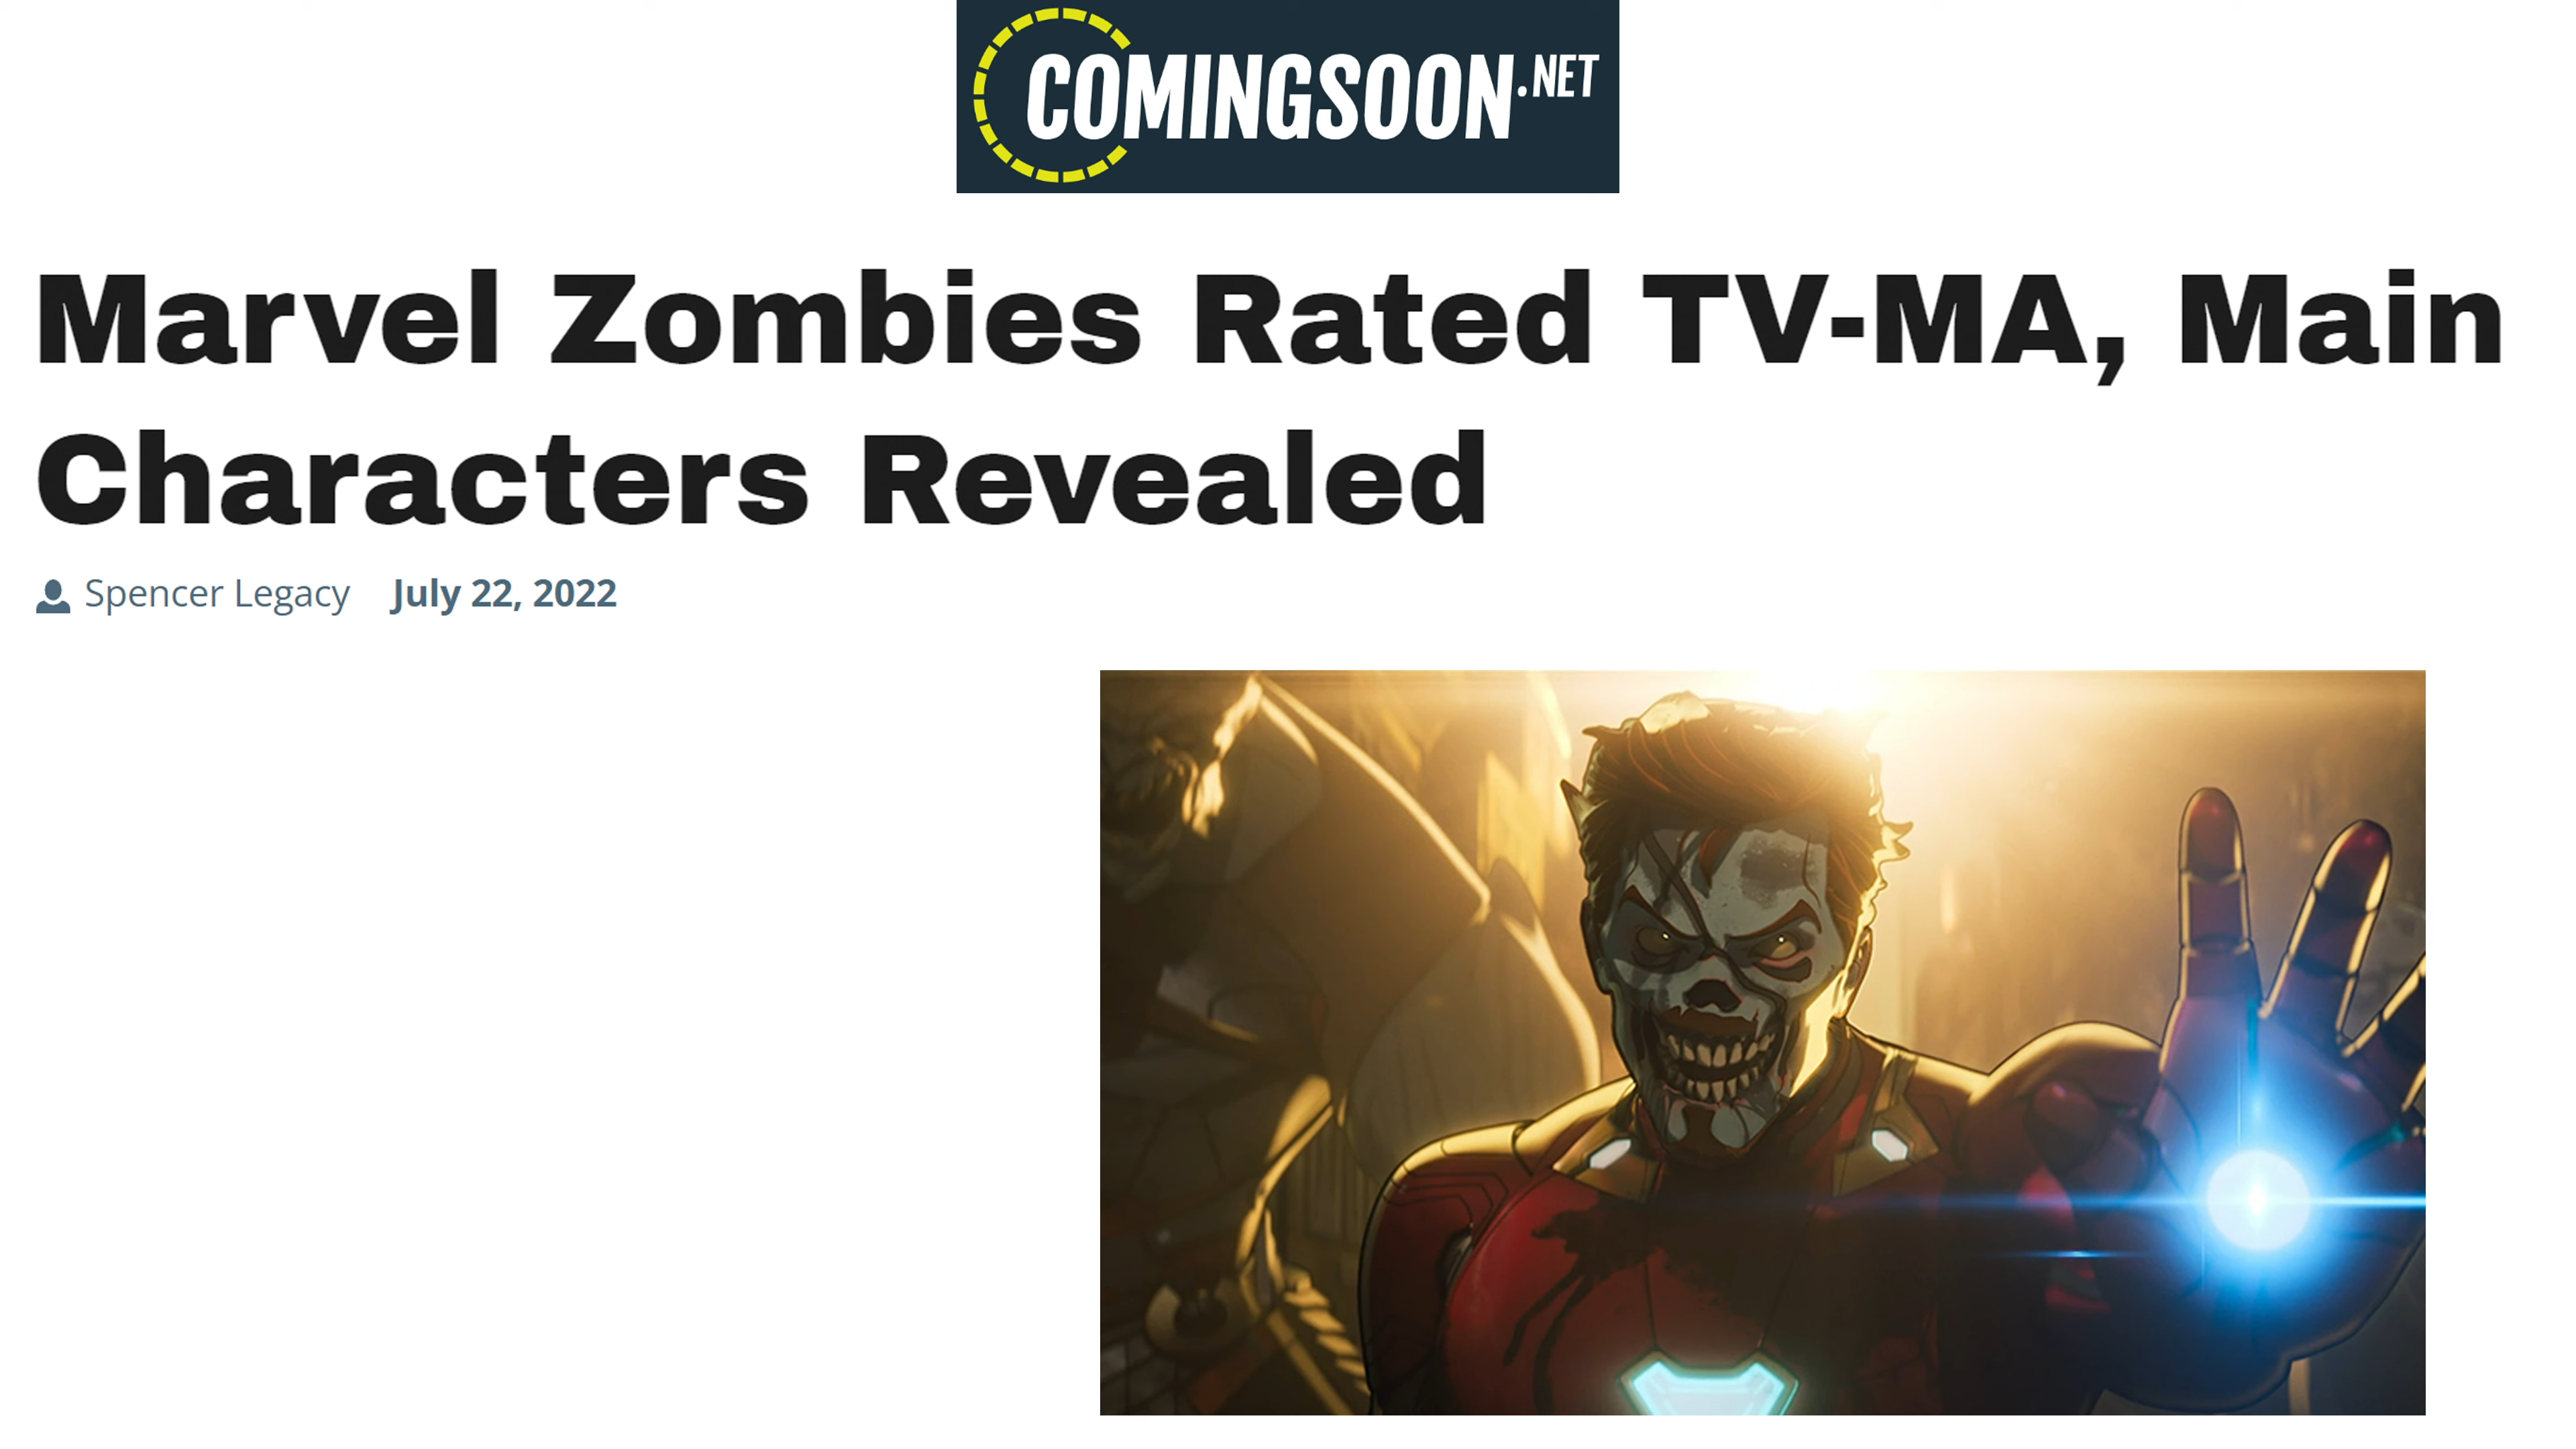 COMINGSOON.NET
Marvel Zombies Rated TV-MA, Main
Characters Revealed
Spencer Legacy July 22, 2022